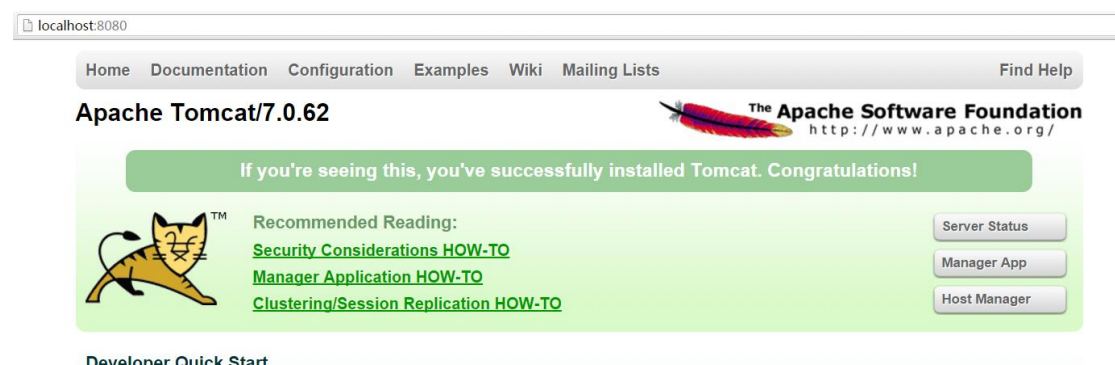 localhost:8080
Home Documentation Configuration Examples Wiki Mailing Lists Find Help
Apache Tomcat/7.0.62
The Apache Software Foundation
http://www.apache.org/
If you're seeing this, you've successfully installed Tomcat. Congratulations!
TM
Recommended Reading:
Security Considerations HOW-TO
Manager Application HOW-TO
Clustering/Session Replication HOW-TO
Server Status
Manager App
Host Manager
Developer Quick Start